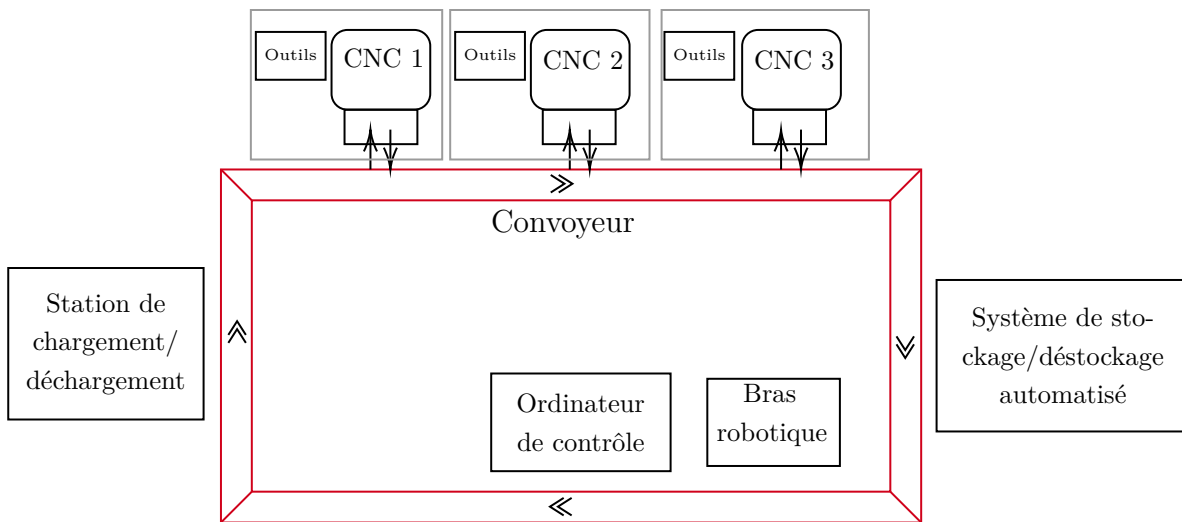 Outils
CNC 1
Outils
CNC 2
Outils
CNC 3
Convoyeur
Station de
chargement/
déchargement
Système de sto-
ckage/déstockage
automatisé
Ordinateur
de contrôle
Bras
robotique